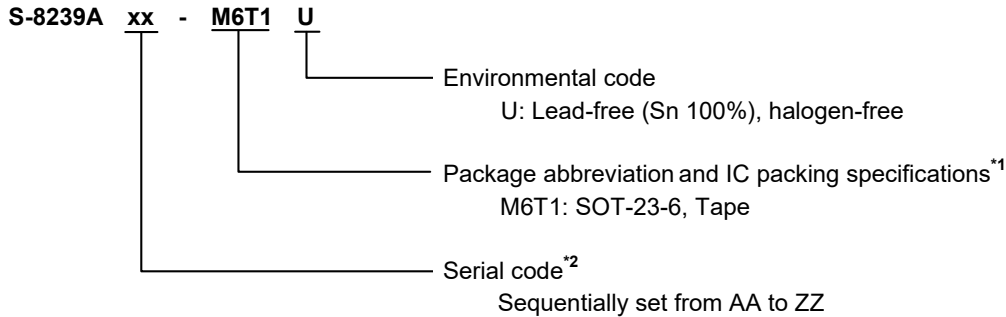 S-8239A xx - M6T1 U
Environmental code
U: Lead-free (Sn 100%), halogen-free
Package abbreviation and IC packing specifications*1
M6T1: SOT-23-6, Tape
Serial code*2
Sequentially set from AA to ZZ